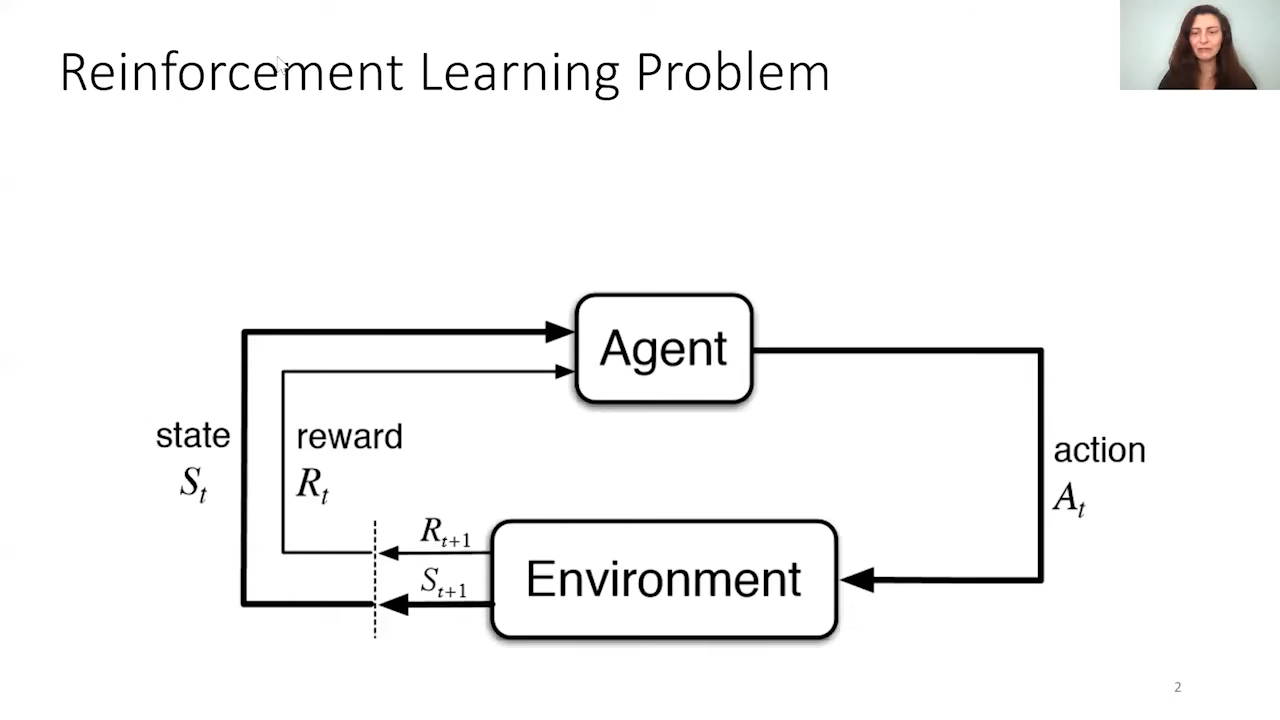 Reinforcement Learning Problem
Agent
state
S_t
reward
R_t
action
A_t
R_{t+1}
S_{t+1}
Environment
2